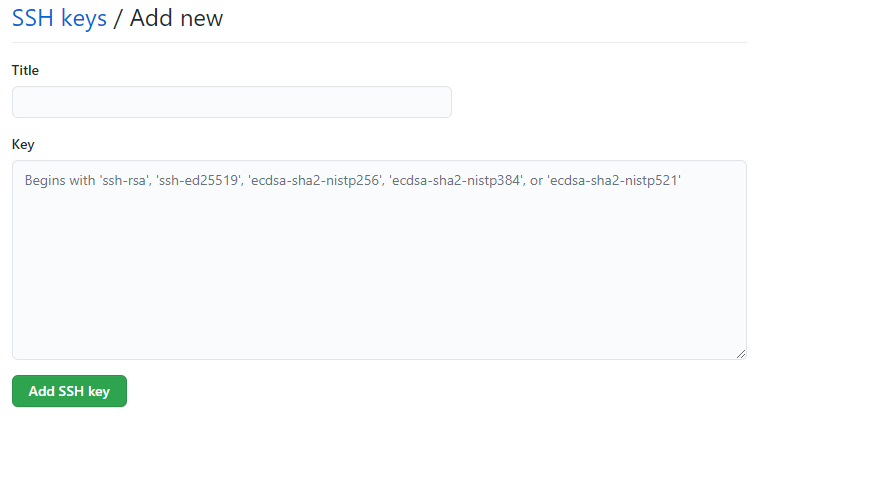 SSH keys / Add new
Title
Key
Begins with 'ssh-rsa', 'ssh-ed25519', 'ecdsa-sha2-nistp256', 'ecdsa-sha2-nistp384', or 'ecdsa-sha2-nistp521'
Add SSH key